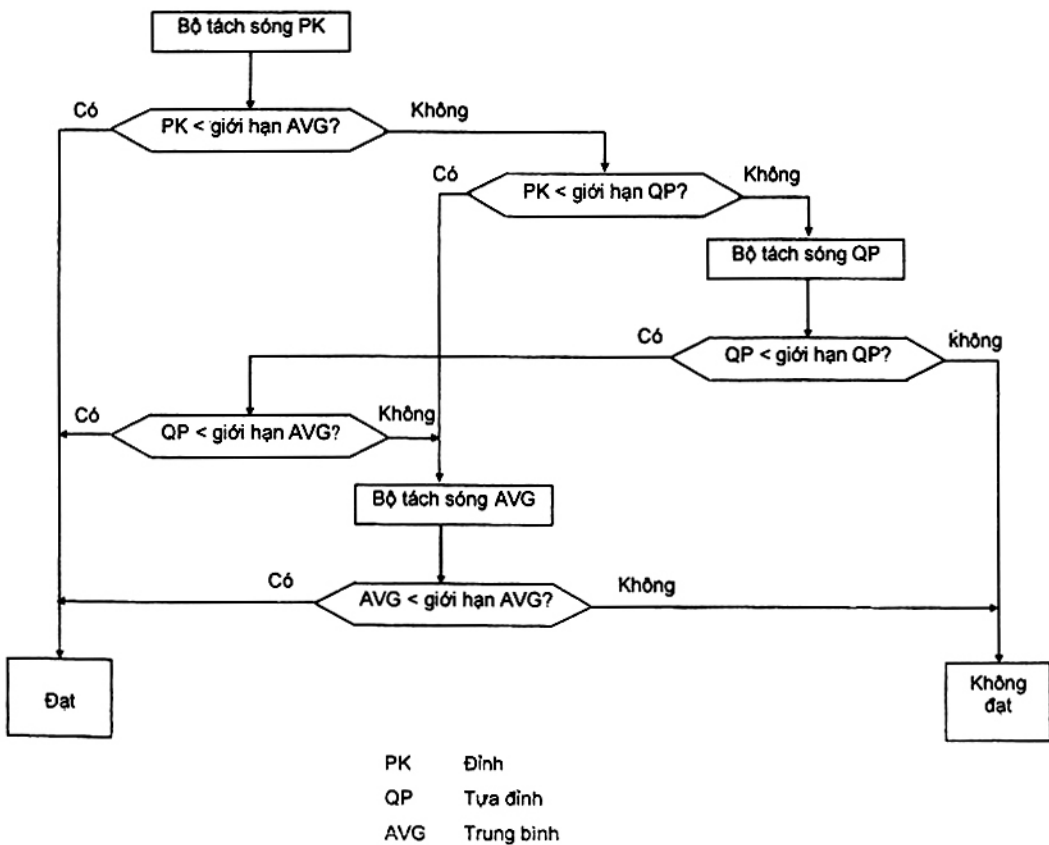 Bộ tách sóng PK
Có
PK < giới hạn AVG?
Không
Có
PK < giới hạn QP?
Không
Bộ tách sóng QP
Có
QP < giới hạn QP?
không
Có
QP < giới hạn AVG?
Không
Bộ tách sóng AVG
Có
AVG < giới hạn AVG?
Không
Đạt
Không
đạt
PK Đỉnh
QP Tựa đỉnh
AVG Trung bình